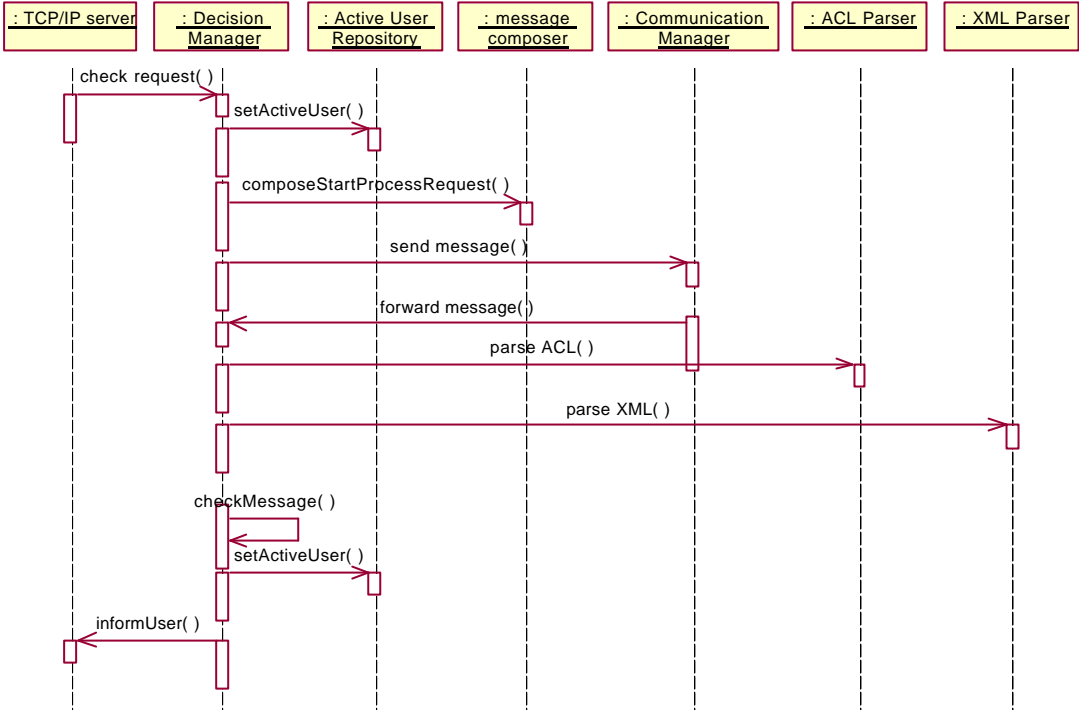 : TCP/IP server
: Decision
Manager
: Active User
Repository
: message
composer
: Communication
Manager
: ACL Parser
: XML Parser
check request( )
setActiveUser( )
composeStartProcessRequest( )
send message( )
forward message( )
parse ACL( )
parse XML( )
checkMessage( )
setActiveUser( )
informUser( )